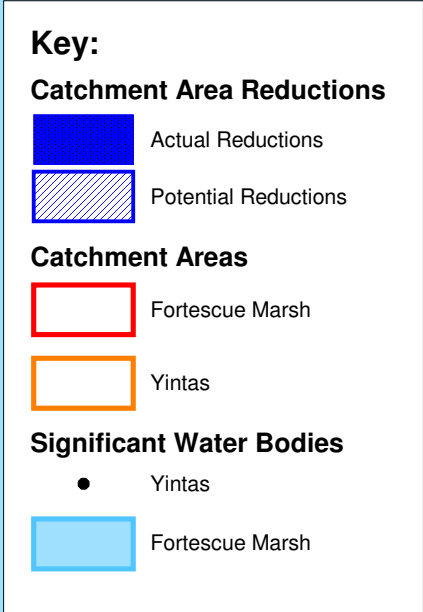 Key:
Catchment Area Reductions
Actual Reductions
Potential Reductions
Catchment Areas
Fortescue Marsh
Yintas
Significant Water Bodies
Yintas
Fortescue Marsh